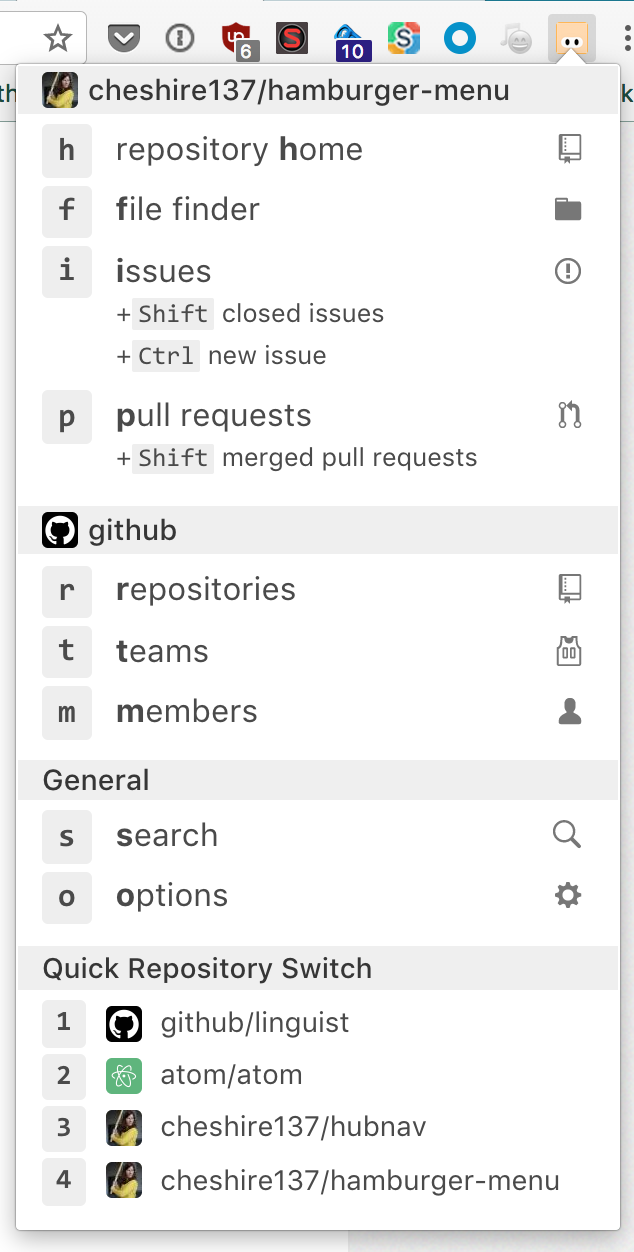 6
10
th
k
cheshire137/hamburger-menu
h repository home
f file finder
i issues
+ Shift closed issues
+ Ctrl new issue
p pull requests
+ Shift merged pull requests
github
r repositories
t teams
m members
General
s search
o options
Quick Repository Switch
1 github/linguist
2 atom/atom
3 cheshire137/hubnav
4 cheshire137/hamburger-menu